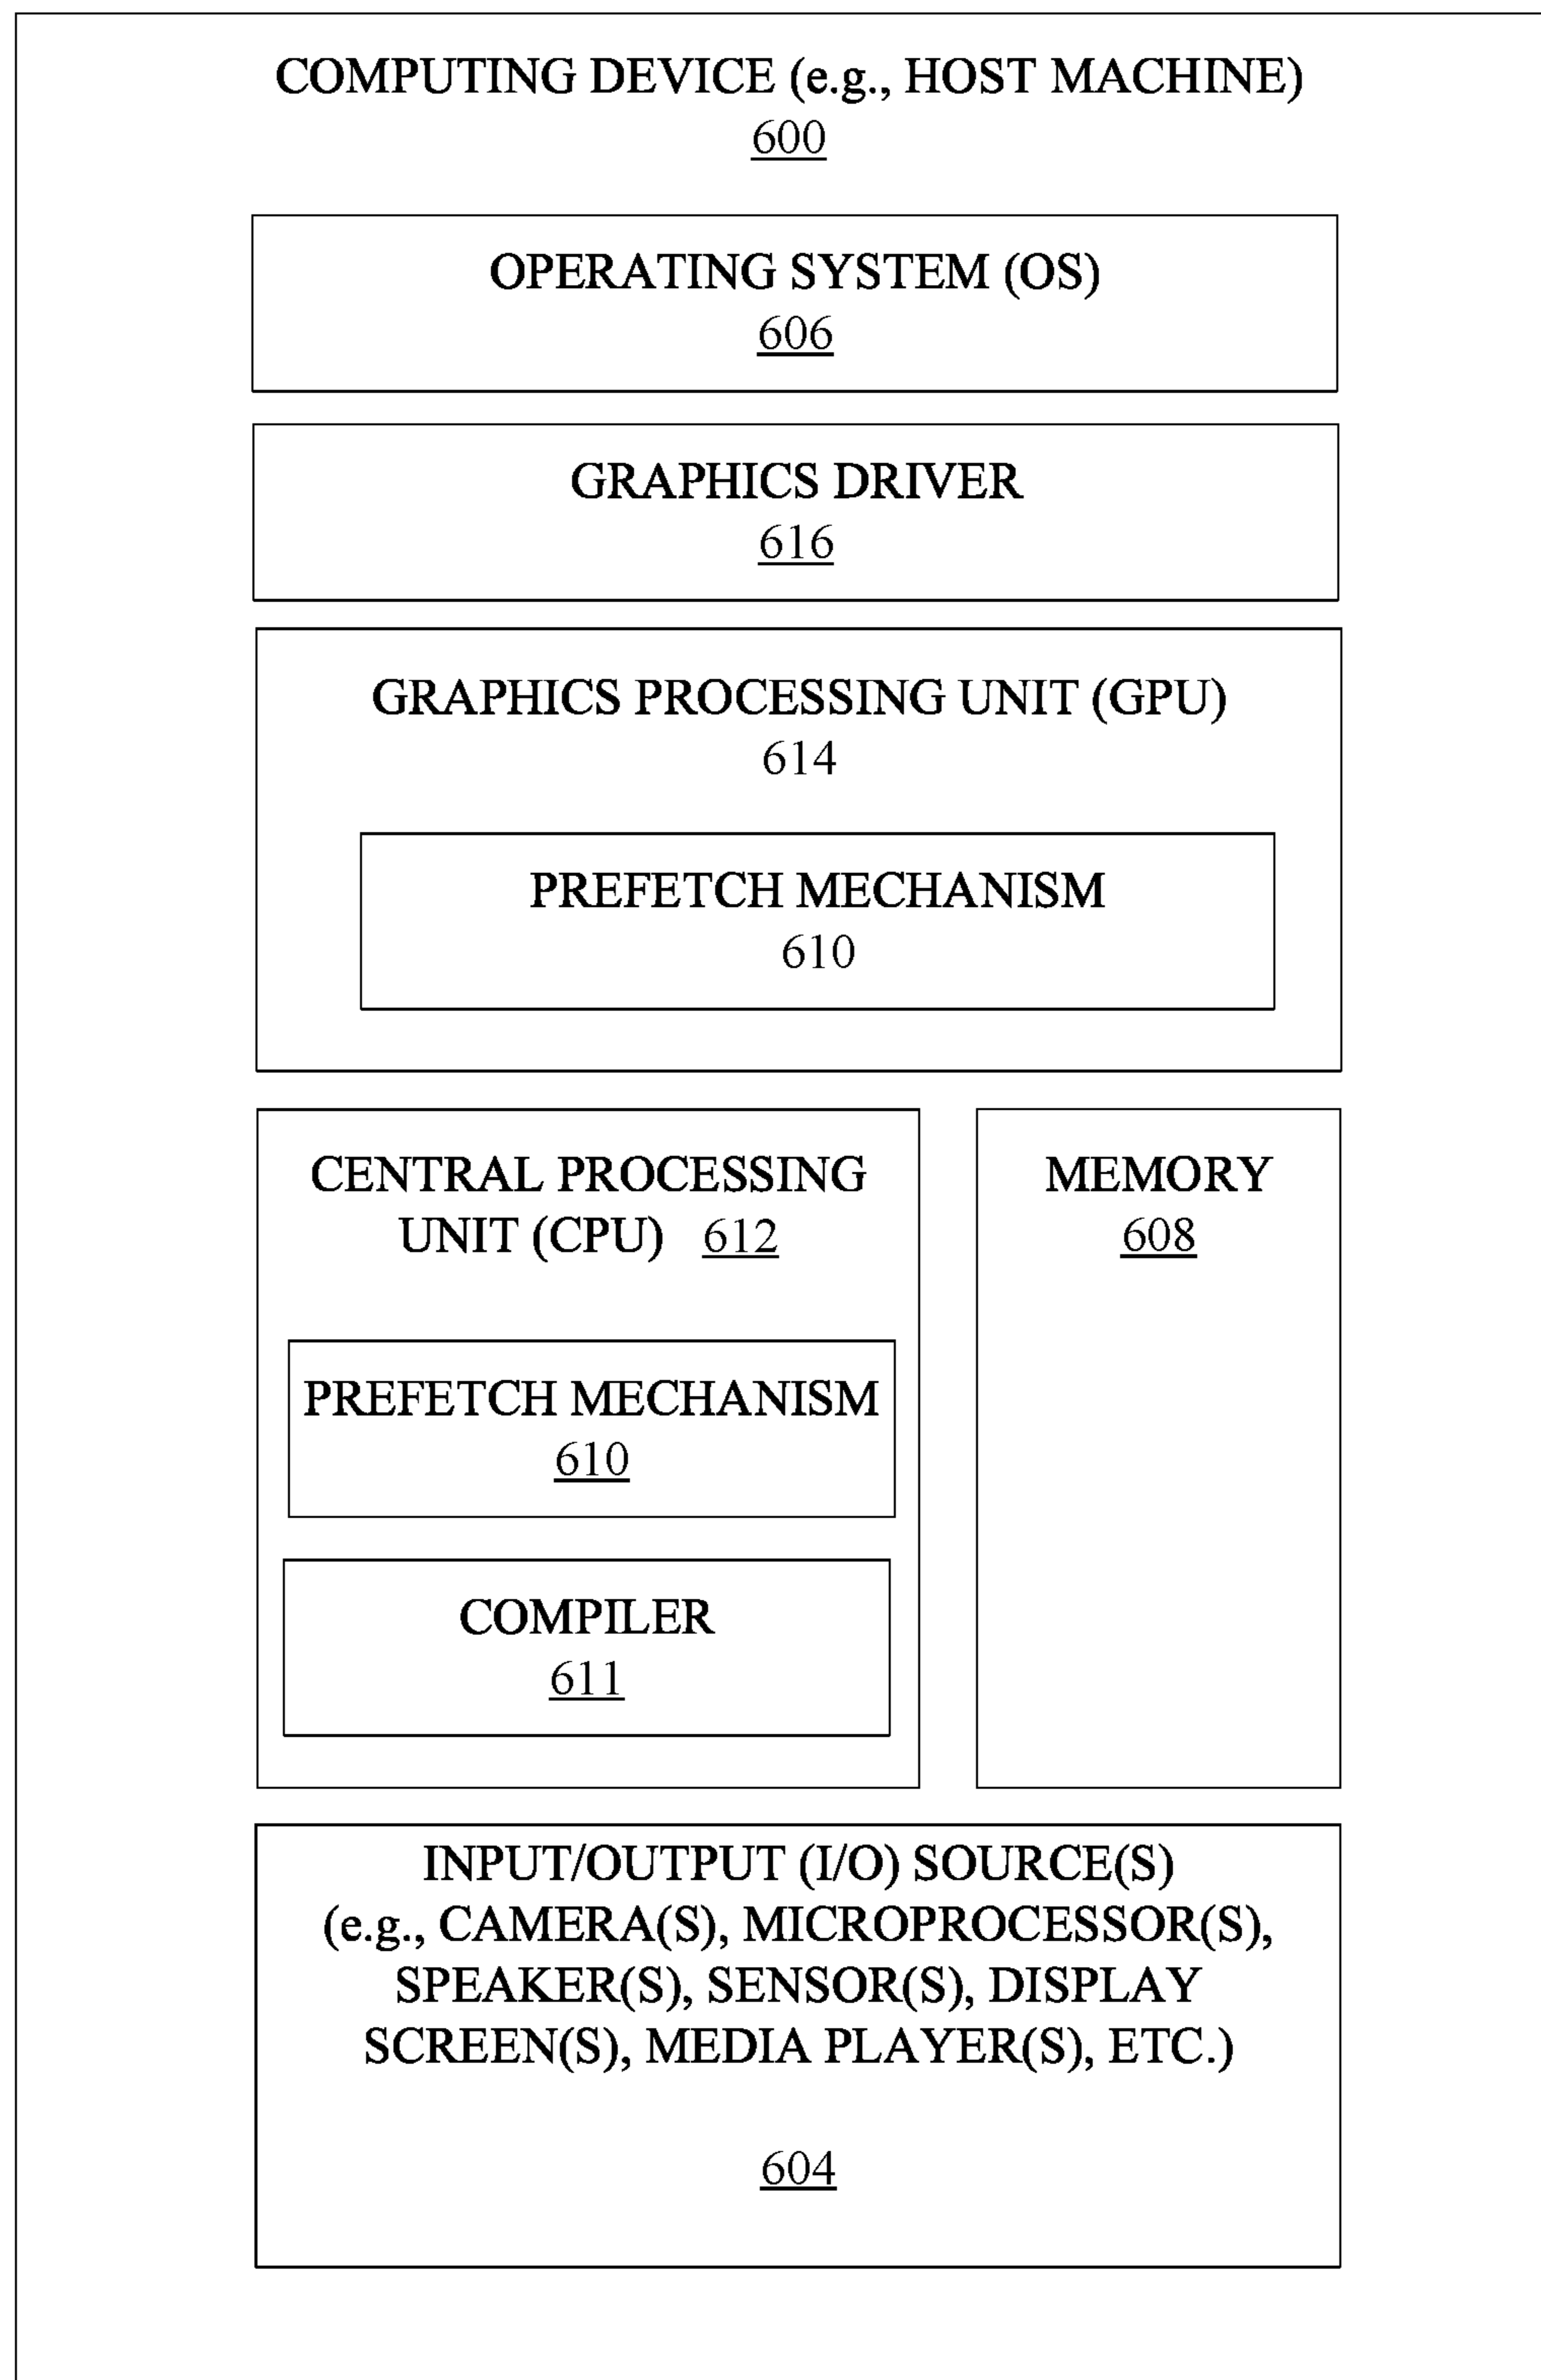 COMPUTING DEVICE (e.g., HOST MACHINE)
600
OPERATING SYSTEM (OS)
606
GRAPHICS DRIVER
616
GRAPHICS PROCESSING UNIT (GPU)
614
PREFETCH MECHANISM
610
CENTRAL PROCESSING
UNIT (CPU) 612
PREFETCH MECHANISM
610
COMPILER
611
MEMORY
608
INPUT/OUTPUT (I/O) SOURCE(S)
(e.g., CAMERA(S), MICROPROCESSOR(S),
SPEAKER(S), SENSOR(S), DISPLAY
SCREEN(S), MEDIA PLAYER(S), ETC.)
604